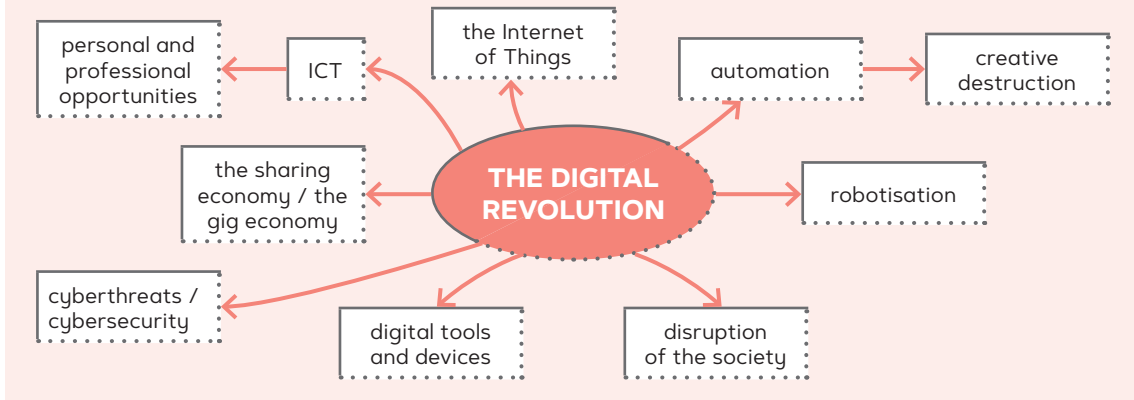 personal and
professional
opportunities
ICT
the Internet
of Things
automation
creative
destruction
the sharing
economy / the
gig economy
THE DIGITAL
REVOLUTION
robotisation
cyberthreats /
cybersecurity
digital tools
and devices
disruption
of the society